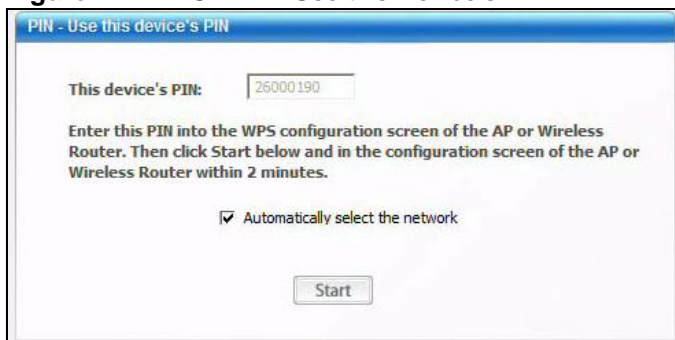 PIN - Use this device's PIN
This device's PIN: 26000190
Enter this PIN into the WPS configuration screen of the AP or Wireless
Router. Then click Start below and in the configuration screen of the AP or
Wireless Router within 2 minutes.
Automatically select the network
Start